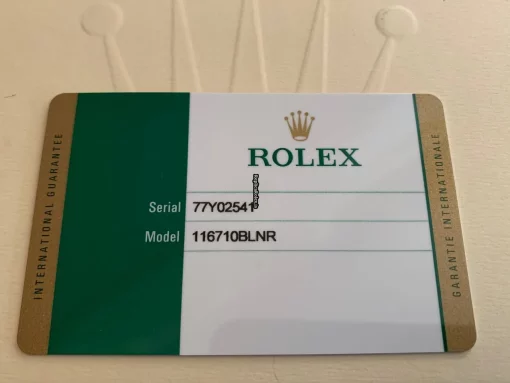 INTERNATIONAL GUARANTEE
ROLEX
Serial 77Y02541
Model 116710BLNR
GARANTIE INTERNATIONALE